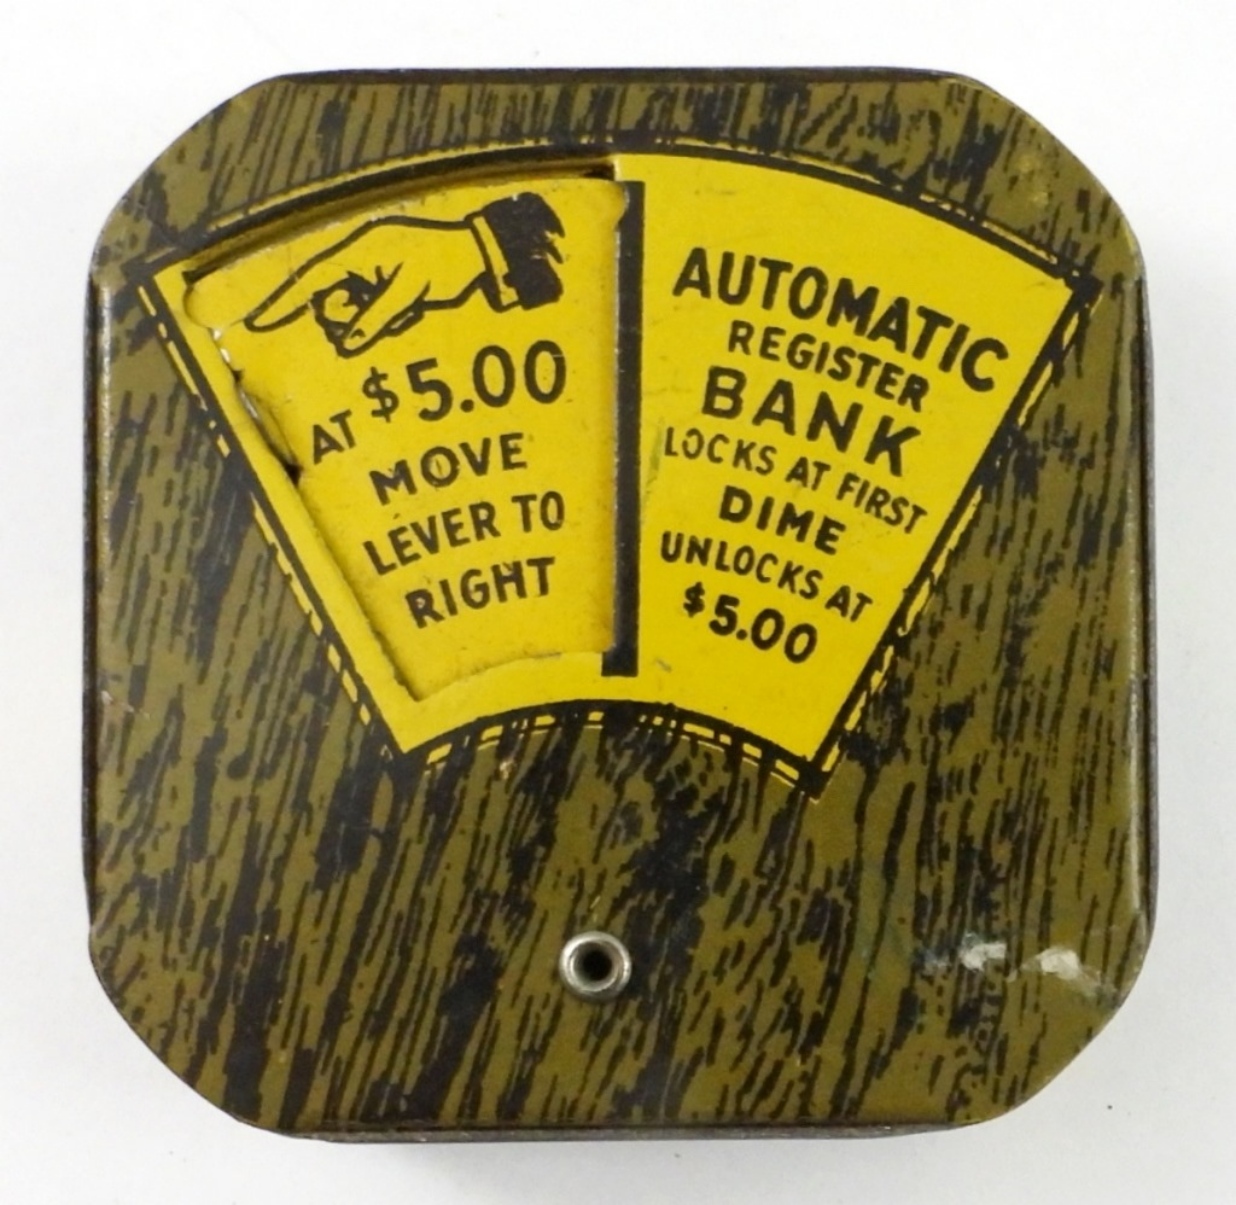 AT $5.00
MOVE
LEVER TO
RIGHT
AUTOMATIC
REGISTER
BANK
LOCKS AT FIRST
DIME
UNLOCKS AT
$5.00